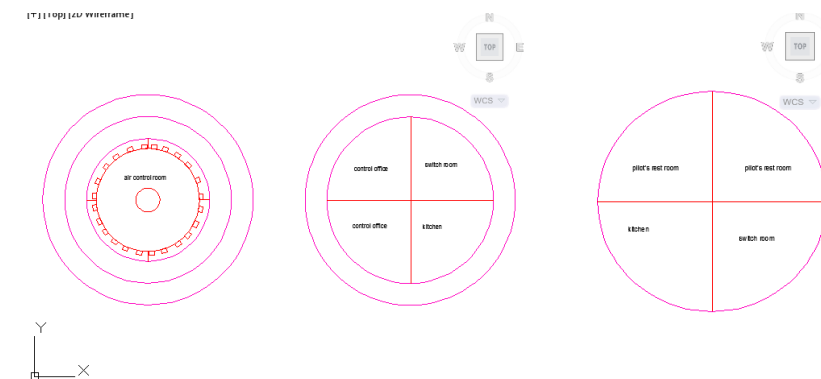 [+] [Top] [2D Wireframe]
N
W TOP E
S
WCS
N
W TOP
S
WCS
air control room
control office
switch room
control office
kitchen
pilot's rest room
pilot's rest room
kitchen
switch room
Y
X